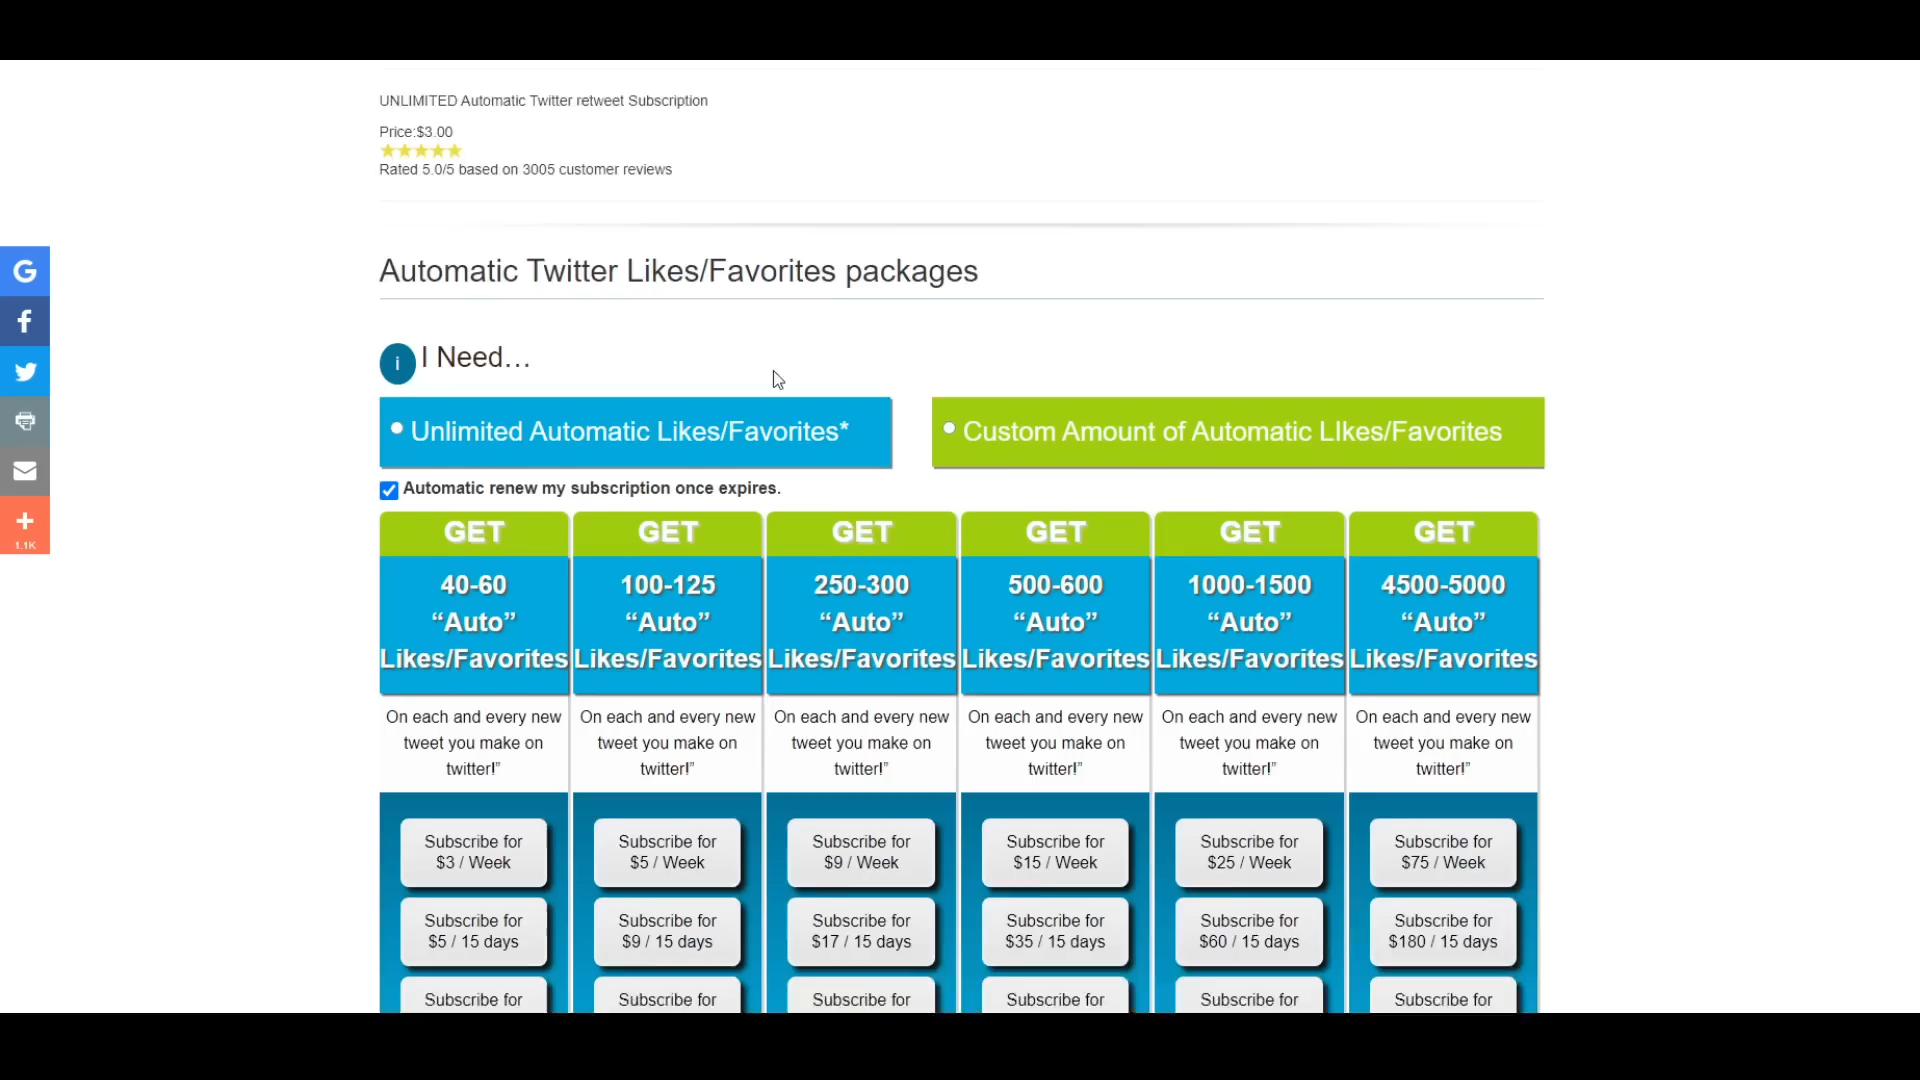 UNLIMITED Automatic Twitter retweet Subscription
Price:$3.00
Rated 5.0/5 based on 3005 customer reviews
Automatic Twitter Likes/Favorites packages
i I Need...
Unlimited Automatic Likes/Favorites*
Custom Amount of Automatic LIkes/Favorites
Automatic renew my subscription once expires.
G
f
1.1K
GET GET GET GET GET GET
40-60 100-125 250-300 500-600 1000-1500 4500-5000
“Auto” “Auto” “Auto” “Auto” “Auto” “Auto”
Likes/Favorites Likes/Favorites Likes/Favorites Likes/Favorites Likes/Favorites Likes/Favorites
On each and every new On each and every new On each and every new On each and every new On each and every new On each and every new
tweet you make on tweet you make on tweet you make on tweet you make on tweet you make on tweet you make on
twitter!” twitter!” twitter!” twitter!” twitter!” twitter!”
Subscribe for Subscribe for Subscribe for Subscribe for Subscribe for Subscribe for
$3 / Week $5 / Week $9 / Week $15 / Week $25 / Week $75 / Week
Subscribe for Subscribe for Subscribe for Subscribe for Subscribe for Subscribe for
$5 / 15 days $9 / 15 days $17 / 15 days $35 / 15 days $60 / 15 days $180 / 15 days
Subscribe for Subscribe for Subscribe for Subscribe for Subscribe for Subscribe for